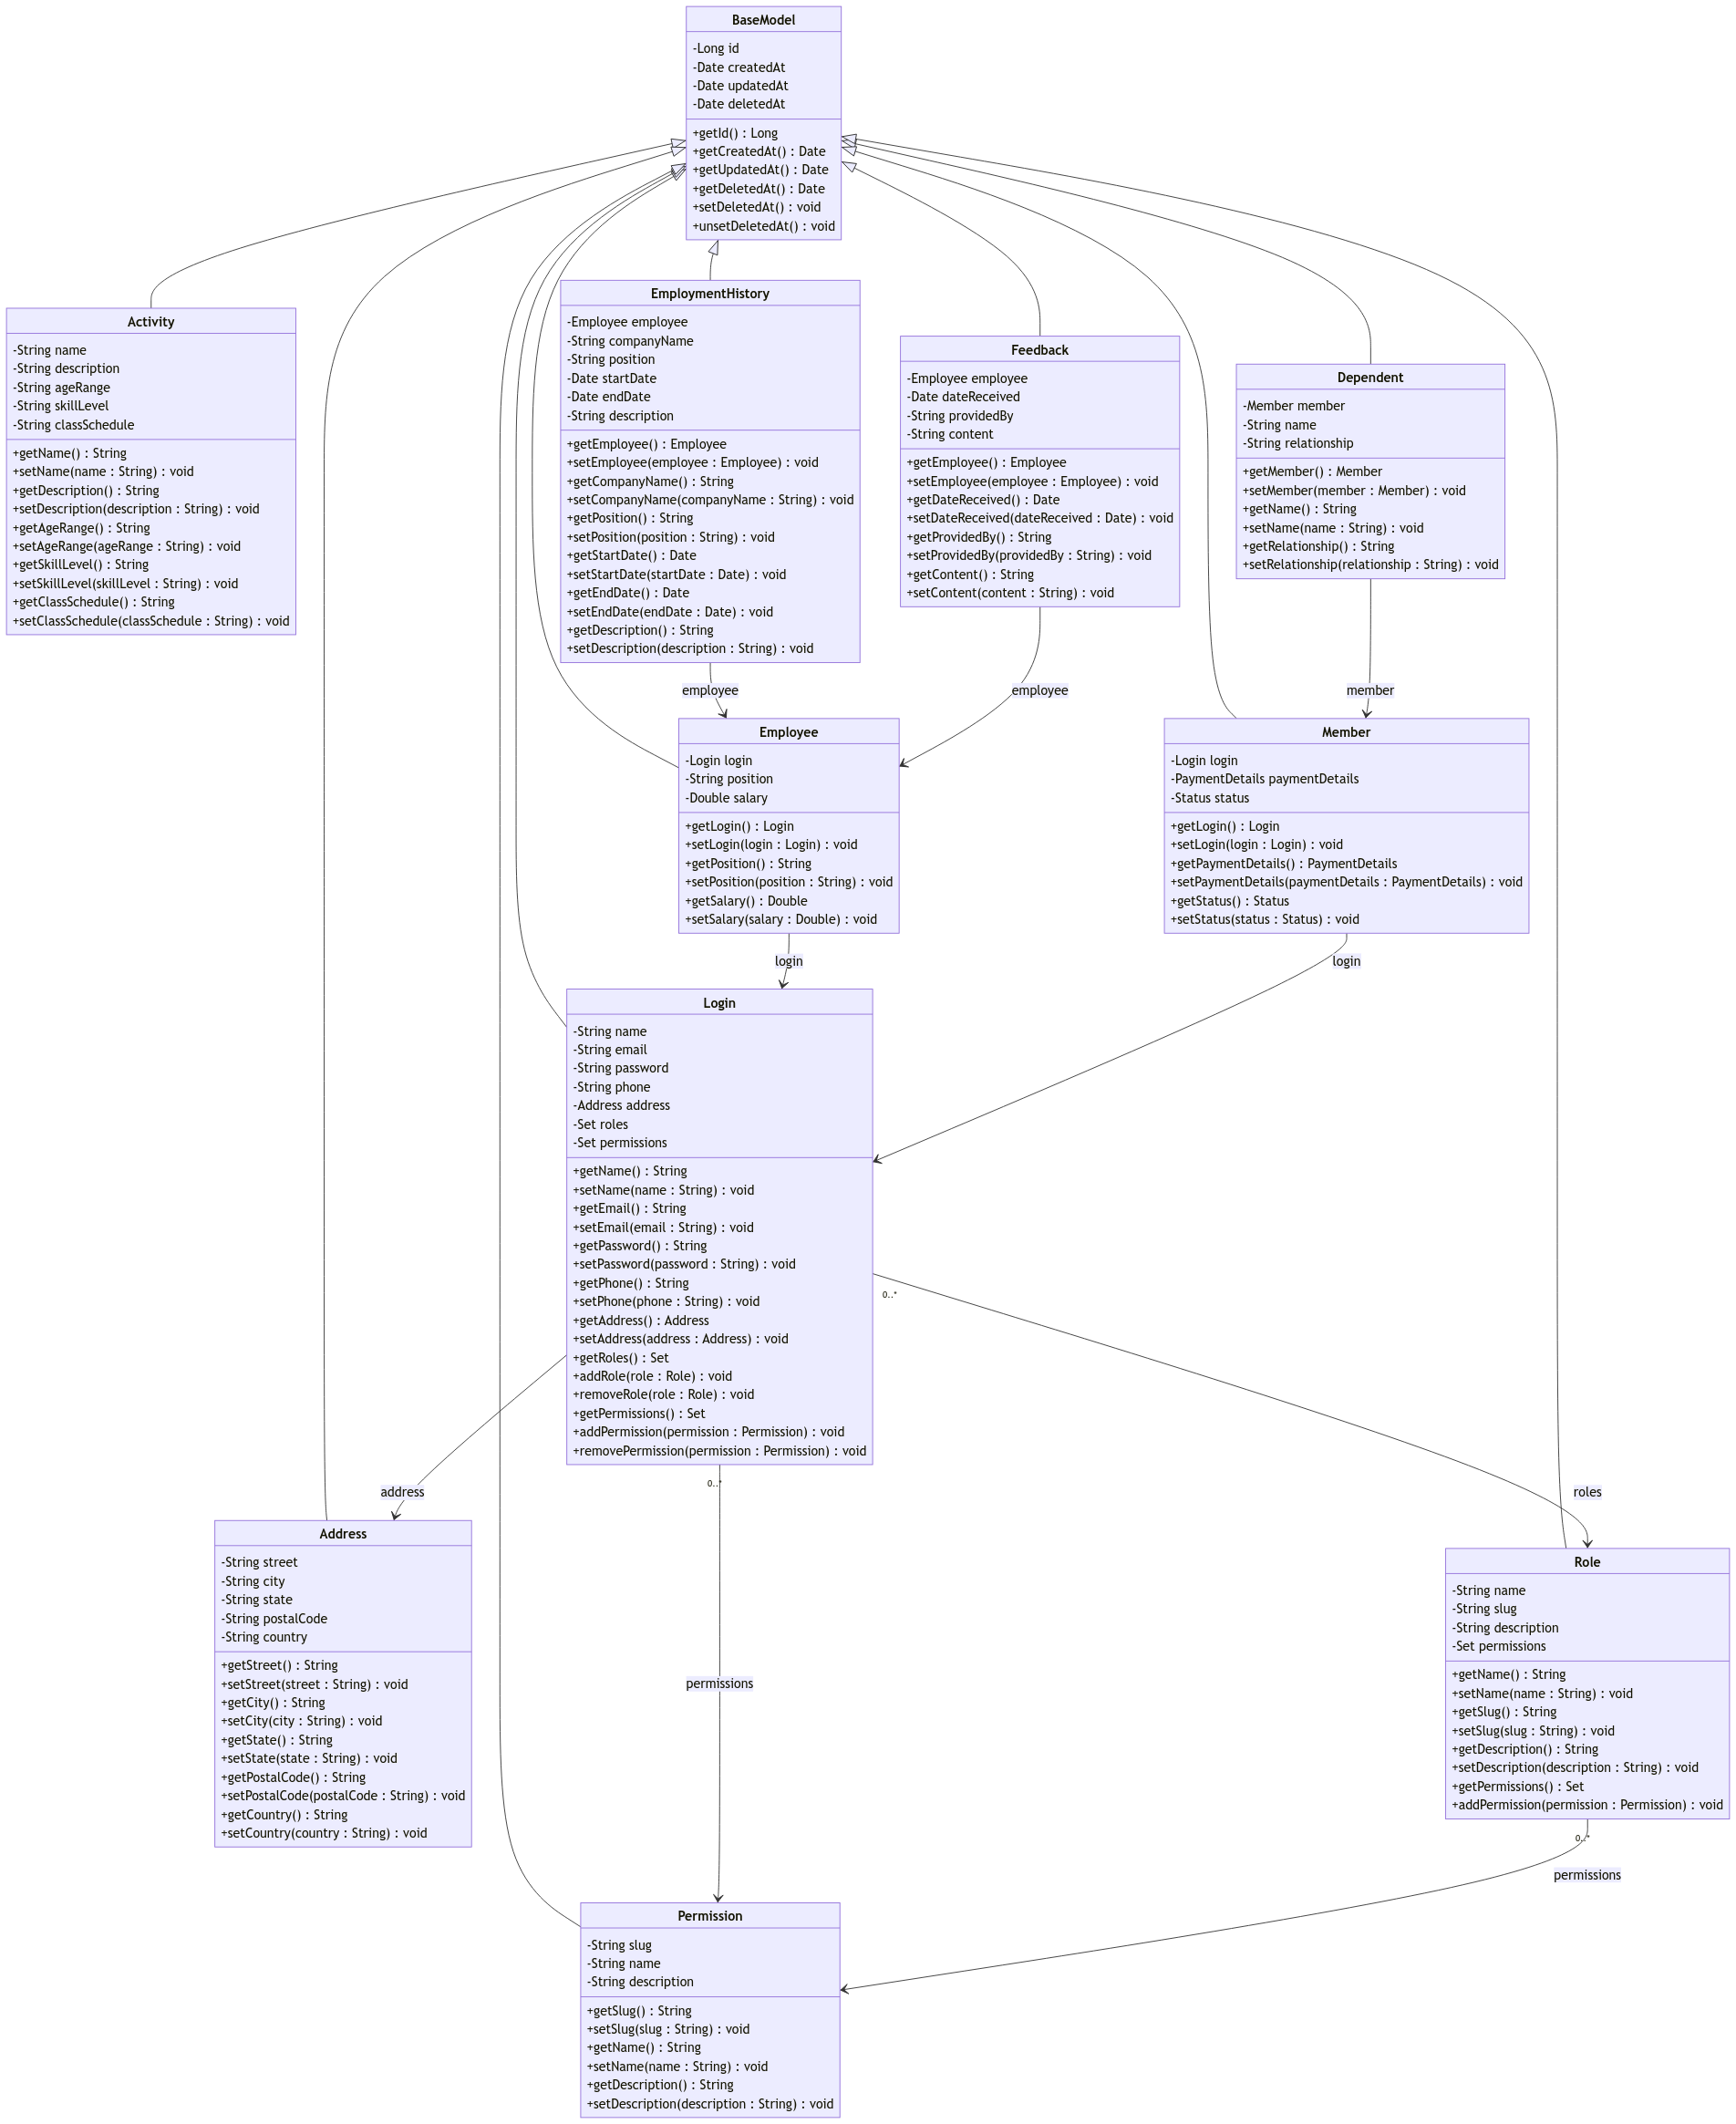 BaseModel
-Long id
-Date createdAt
-Date updatedAt
-Date deletedAt
+getId() : Long
+getCreatedAt() : Date
+getUpdatedAt() : Date
+getDeletedAt() : Date
+setDeletedAt() : void
+unsetDeletedAt() : void
Activity
-String name
-String description
-String ageRange
-String skillLevel
-String classSchedule
+getName() : String
+setName(name : String) : void
+getDescription() : String
+setDescription(description : String) : void
+getAgeRange() : String
+setAgeRange(ageRange : String) : void
+getSkillLevel() : String
+setSkillLevel(skillLevel : String) : void
+getClassSchedule() : String
+setClassSchedule(classSchedule : String) : void
EmploymentHistory
-Employee employee
-String companyName
-String position
-Date startDate
-Date endDate
-String description
+getEmployee() : Employee
+setEmployee(employee : Employee) : void
+getCompanyName() : String
+setCompanyName(companyName : String) : void
+getPosition() : String
+setPosition(position : String) : void
+getStartDate() : Date
+setStartDate(startDate : Date) : void
+getEndDate() : Date
+setEndDate(endDate : Date) : void
+getDescription() : String
+setDescription(description : String) : void
Feedback
-Employee employee
-Date dateReceived
-String providedBy
-String content
+getEmployee() : Employee
+setEmployee(employee : Employee) : void
+getDateReceived() : Date
+setDateReceived(dateReceived : Date) : void
+getProvidedBy() : String
+setProvidedBy(providedBy : String) : void
+getContent() : String
+setContent(content : String) : void
Dependent
-Member member
-String name
-String relationship
+getMember() : Member
+setMember(member : Member) : void
+getName() : String
+setName(name : String) : void
+getRelationship() : String
+setRelationship(relationship : String) : void
employee
employee
member
Employee
-Login login
-String position
-Double salary
+getLogin() : Login
+setLogin(login : Login) : void
+getPosition() : String
+setPosition(position : String) : void
+getSalary() : Double
+setSalary(salary : Double) : void
Member
-Login login
-PaymentDetails paymentDetails
-Status status
+getLogin() : Login
+setLogin(login : Login) : void
+getPaymentDetails() : PaymentDetails
+setPaymentDetails(paymentDetails : PaymentDetails) : void
+getStatus() : Status
+setStatus(status : Status) : void
login
login
Login
-String name
-String email
-String password
-String phone
-Address address
-Set roles
-Set permissions
+getName() : String
+setName(name : String) : void
+getEmail() : String
+setEmail(email : String) : void
+getPassword() : String
+setPassword(password : String) : void
+getPhone() : String
+setPhone(phone : String) : void
+getAddress() : Address
+setAddress(address : Address) : void
+getRoles() : Set
+addRole(role : Role) : void
+removeRole(role : Role) : void
+getPermissions() : Set
+addPermission(permission : Permission) : void
+removePermission(permission : Permission) : void
0..*
0..*
address
roles
Address
-String street
-String city
-String state
-String postalCode
-String country
+getStreet() : String
+setStreet(street : String) : void
+getCity() : String
+setCity(city : String) : void
+getState() : String
+setState(state : String) : void
+getPostalCode() : String
+setPostalCode(postalCode : String) : void
+getCountry() : String
+setCountry(country : String) : void
permissions
Role
-String name
-String slug
-String description
-Set permissions
+getName() : String
+setName(name : String) : void
+getSlug() : String
+setSlug(slug : String) : void
+getDescription() : String
+setDescription(description : String) : void
+getPermissions() : Set
+addPermission(permission : Permission) : void
0..*
permissions
Permission
-String slug
-String name
-String description
+getSlug() : String
+setSlug(slug : String) : void
+getName() : String
+setName(name : String) : void
+getDescription() : String
+setDescription(description : String) : void